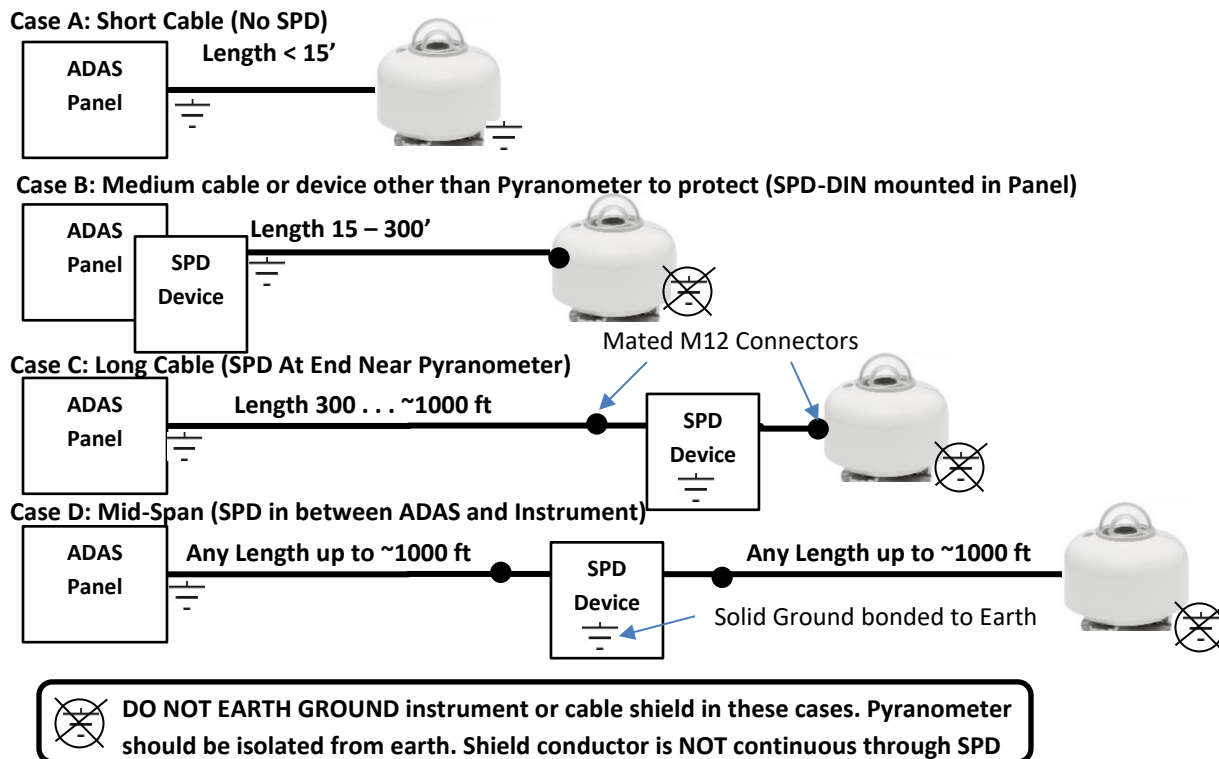 Case A: Short Cable (No SPD)
ADAS
Panel
Length < 15’
Case B: Medium cable or device other than Pyranometer to protect (SPD-DIN mounted in Panel)
ADAS
Panel
SPD
Device
Length 15 – 300’
Mated M12 Connectors
Case C: Long Cable (SPD At End Near Pyranometer)
ADAS
Panel
Length 300 . . . ~1000 ft
SPD
Device
Case D: Mid-Span (SPD in between ADAS and Instrument)
ADAS
Panel
Any Length up to ~1000 ft
SPD
Device
Any Length up to ~1000 ft
Solid Ground bonded to Earth
DO NOT EARTH GROUND instrument or cable shield in these cases. Pyranometer
should be isolated from earth. Shield conductor is NOT continuous through SPD